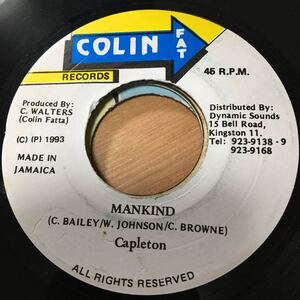 COLIN FAT
RECORDS
45 R.P.M.
Produced By:
C. WALTERS
(Colin Fatta)
(C) (P) 1993
MADE IN
JAMAICA
Distributed By:
Dynamic Sounds
15 Bell Road,
Kingston 11.
Tel: 923-9138 - 9
923-9168
MANKIND
(C. BAILEY/W. JOHNSON/C. BROWNE)
Capleton
ALL RIGHTS RESERVED